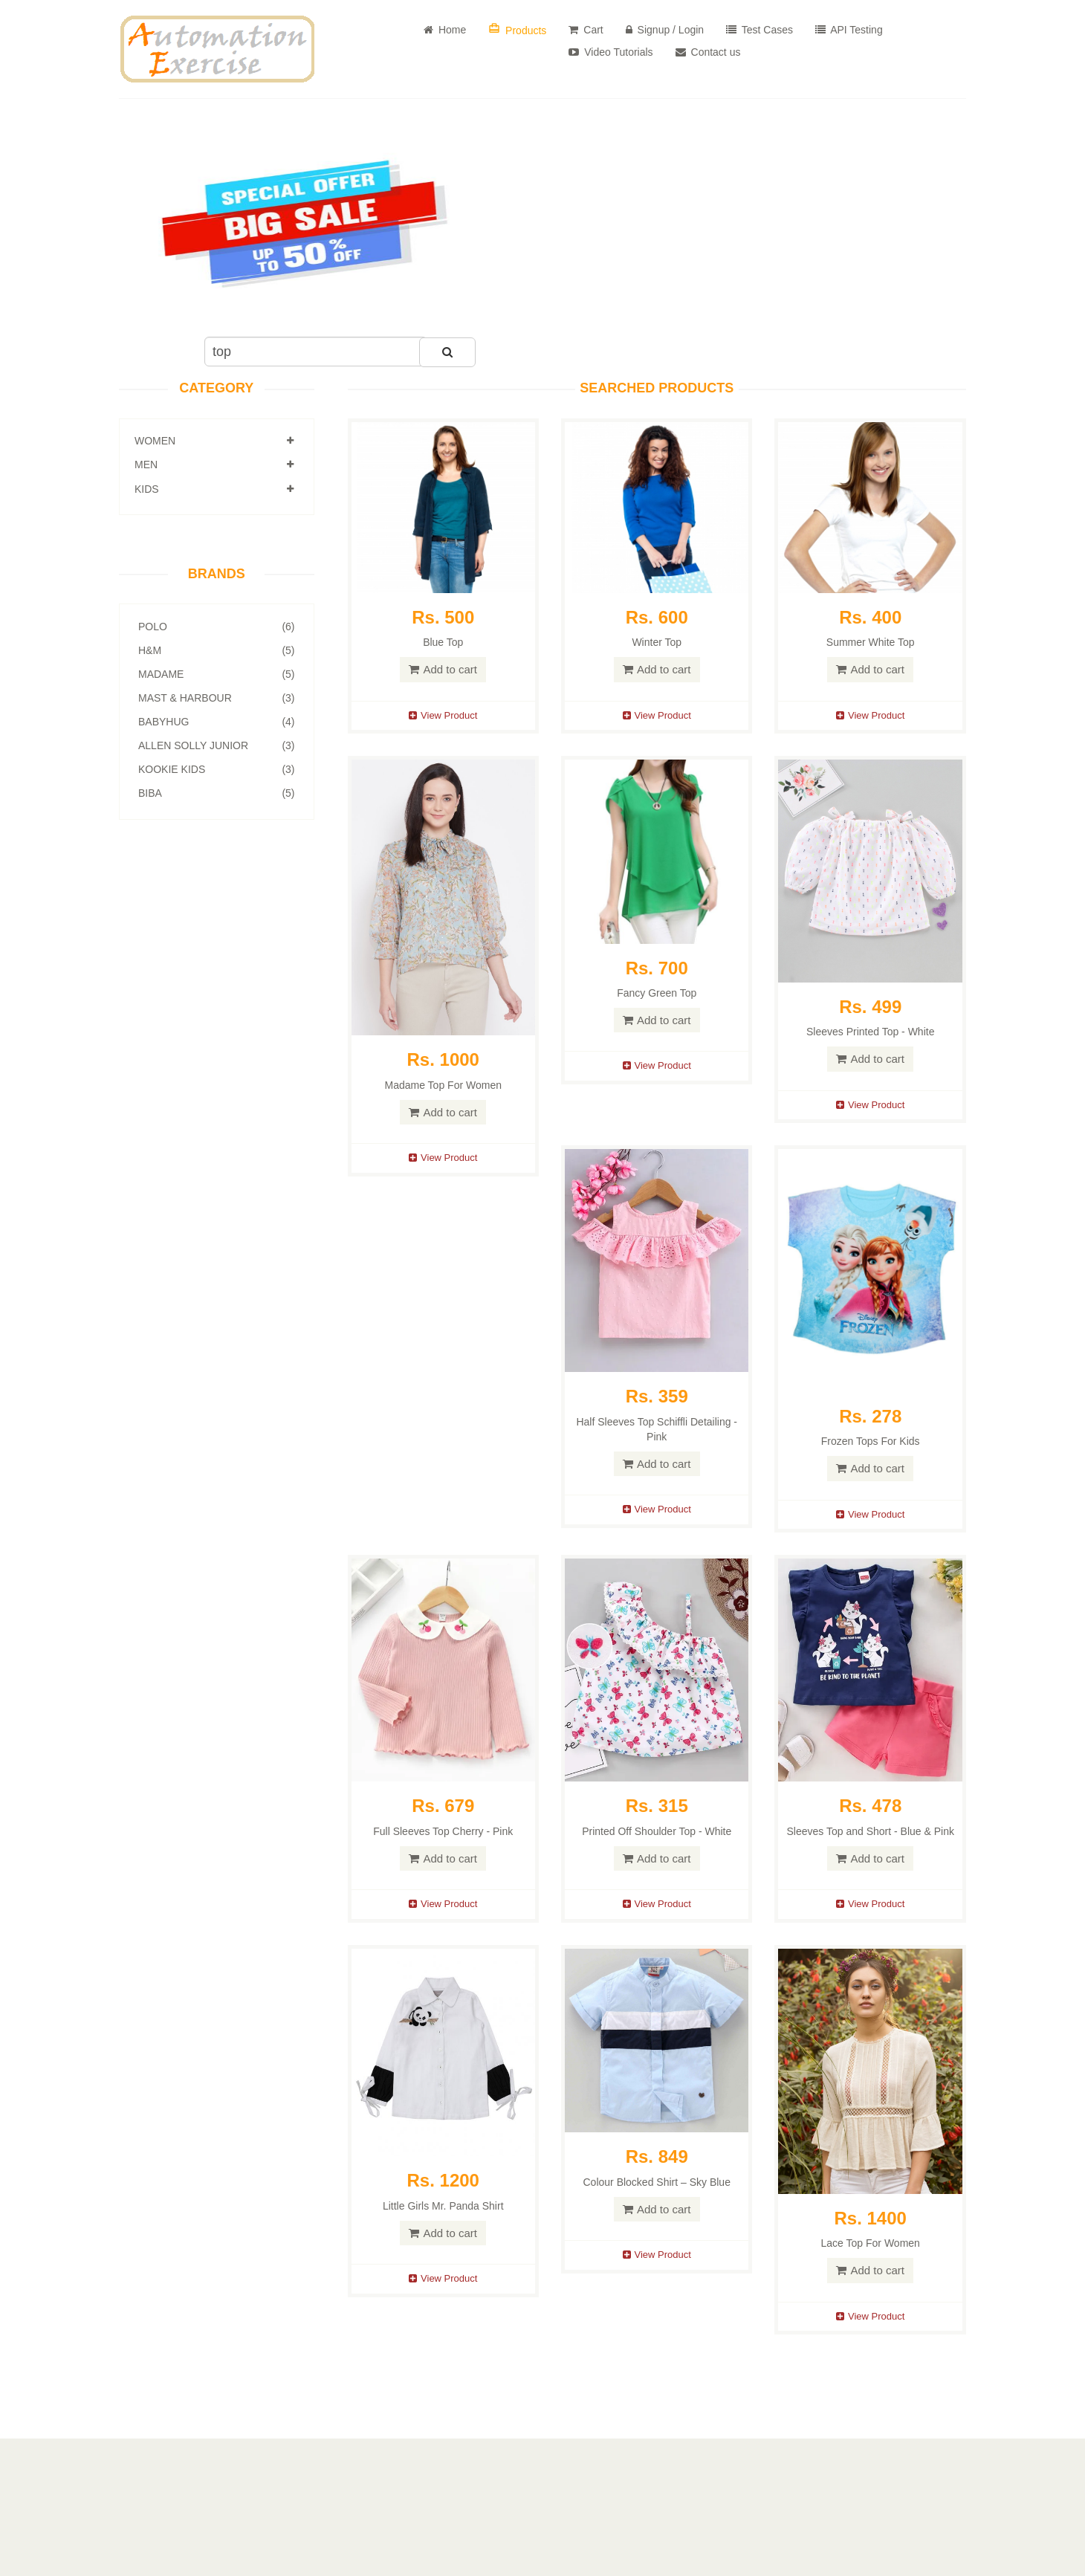 Automation
Exercise
Home
Products
Cart
Signup / Login
Test Cases
API Testing
Video Tutorials
Contact us
SPECIAL OFFER
BIG SALE
UP TO 50% OFF
top
CATEGORY
WOMEN
MEN
KIDS
BRANDS
POLO (6)
H&M (5)
MADAME (5)
MAST & HARBOUR (3)
BABYHUG (4)
ALLEN SOLLY JUNIOR (3)
KOOKIE KIDS (3)
BIBA (5)
SEARCHED PRODUCTS
Rs. 500
Blue Top
Add to cart
View Product
Rs. 600
Winter Top
Add to cart
View Product
Rs. 400
Summer White Top
Add to cart
View Product
Rs. 1000
Madame Top For Women
Add to cart
View Product
Rs. 700
Fancy Green Top
Add to cart
View Product
Rs. 499
Sleeves Printed Top - White
Add to cart
View Product
Rs. 359
Half Sleeves Top Schiffli Detailing -
Pink
Add to cart
View Product
Disney
FROZEN
Rs. 278
Frozen Tops For Kids
Add to cart
View Product
Rs. 679
Full Sleeves Top Cherry - Pink
Add to cart
View Product
Rs. 315
Printed Off Shoulder Top - White
Add to cart
View Product
BE KIND TO THE PLANET
Rs. 478
Sleeves Top and Short - Blue & Pink
Add to cart
View Product
Rs. 1200
Little Girls Mr. Panda Shirt
Add to cart
View Product
Rs. 849
Colour Blocked Shirt – Sky Blue
Add to cart
View Product
Rs. 1400
Lace Top For Women
Add to cart
View Product